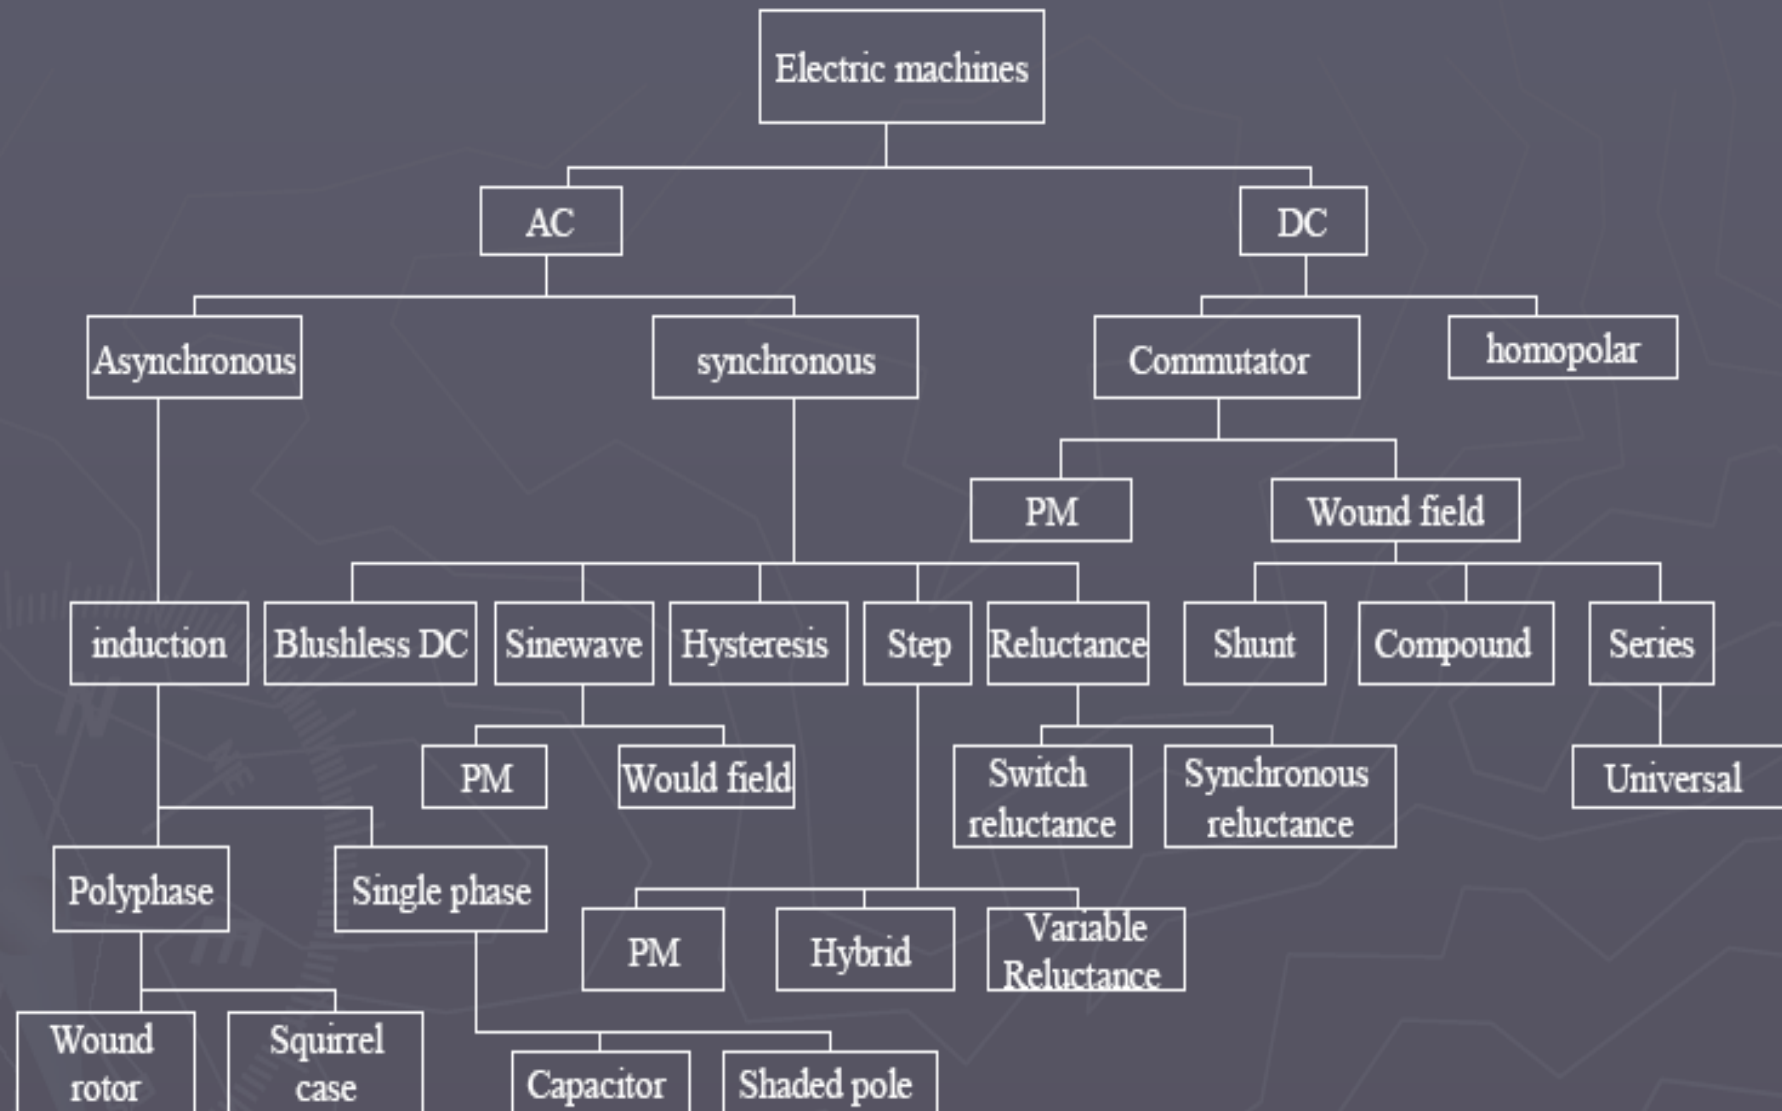 Electric machines
AC
DC
Asynchronous
synchronous
Commutator
homopolar
PM
Wound field
induction
Blushless DC
Sinewave
Hysteresis
Step
Reluctance
Shunt
Compound
Series
PM
Would field
Switch
reluctance
Synchronous
reluctance
Universal
Polyphase
Single phase
PM
Hybrid
Variable
Reluctance
Wound
rotor
Squirrel
case
Capacitor
Shaded pole
N
NE
E